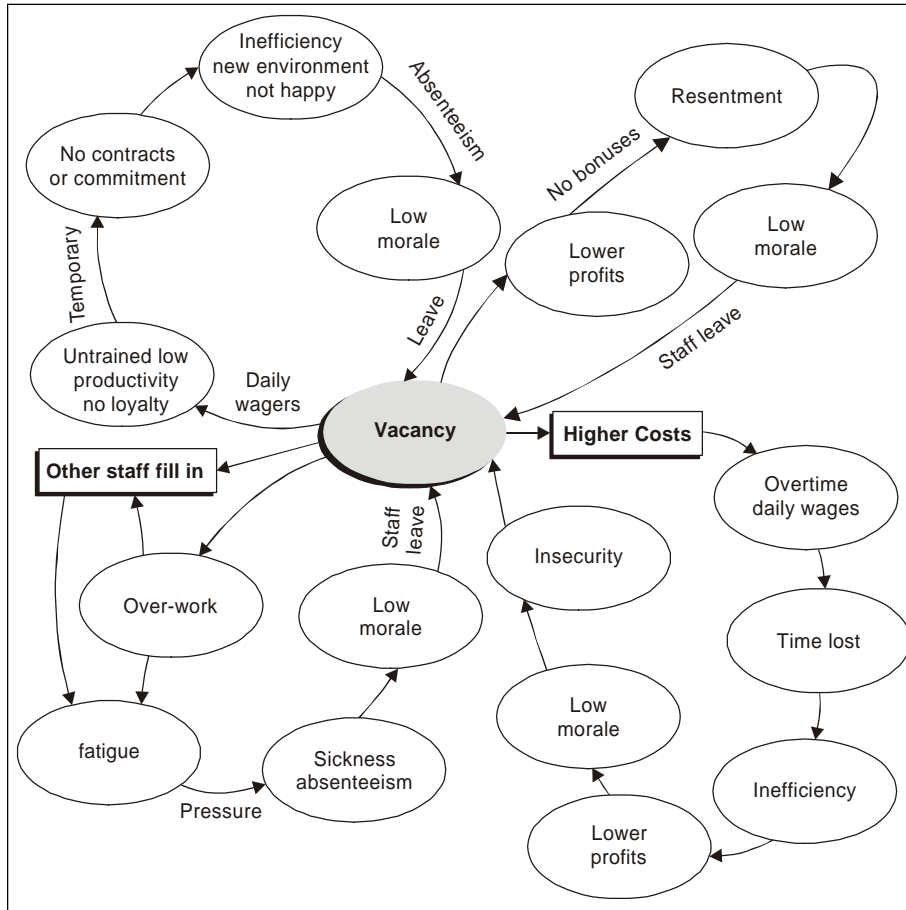 Inefficiency
new environment
not happy
Absenteeism
No contracts
or commitment
Low
morale
Temporary
Untrained low
productivity
no loyalty
Daily
wagers
Leave
Resentment
No bonuses
Lower
profits
Low
morale
Staff leave
Vacancy
Higher Costs
Other staff fill in
Over-work
fatigue
Pressure
Sickness
absenteeism
Low
morale
Staff
leave
Overtime
daily wages
Time lost
Inefficiency
Lower
profits
Low
morale
Insecurity